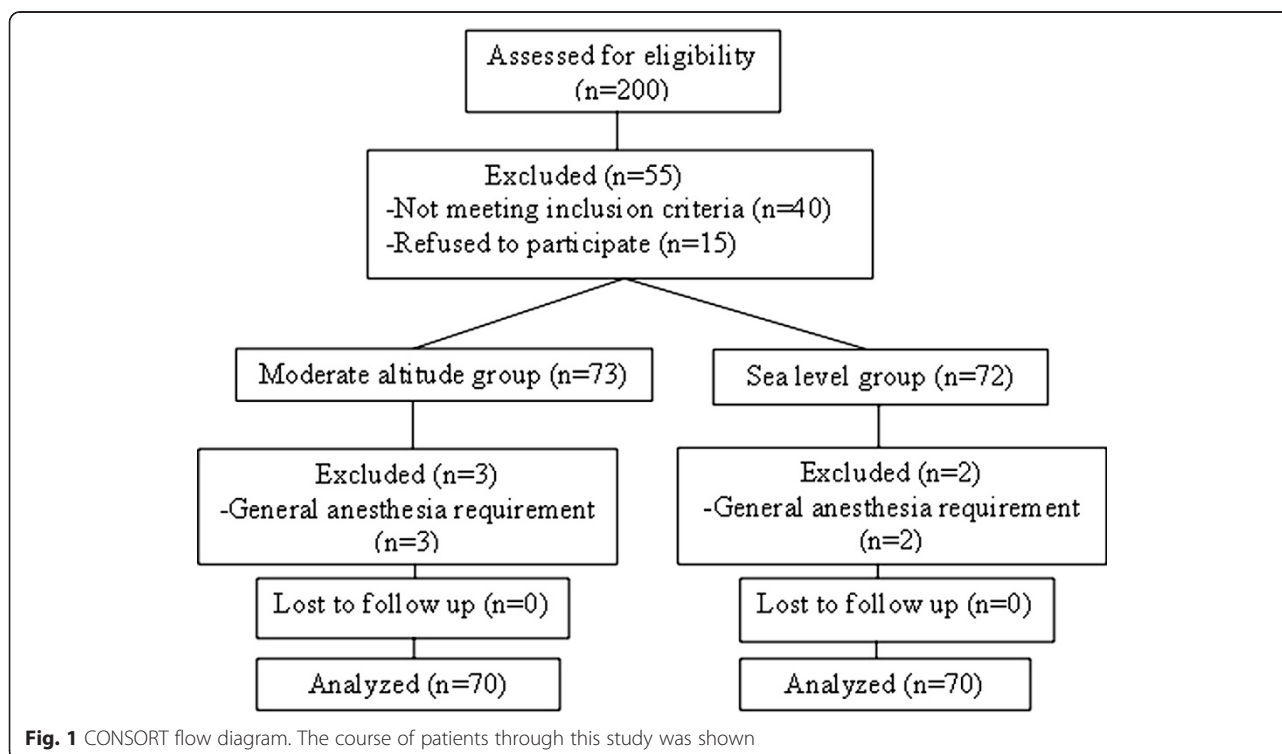 Assessed for eligibility
(n=200)
Excluded (n=55)
-Not meeting inclusion criteria (n=40)
-Refused to participate (n=15)
Moderate altitude group (n=73)
Sea level group (n=72)
Excluded (n=3)
-General anesthesia requirement
(n=3)
Excluded (n=2)
-General anesthesia requirement
(n=2)
Lost to follow up (n=0)
Lost to follow up (n=0)
Analyzed (n=70)
Analyzed (n=70)
Fig. 1 CONSORT flow diagram. The course of patients through this study was shown